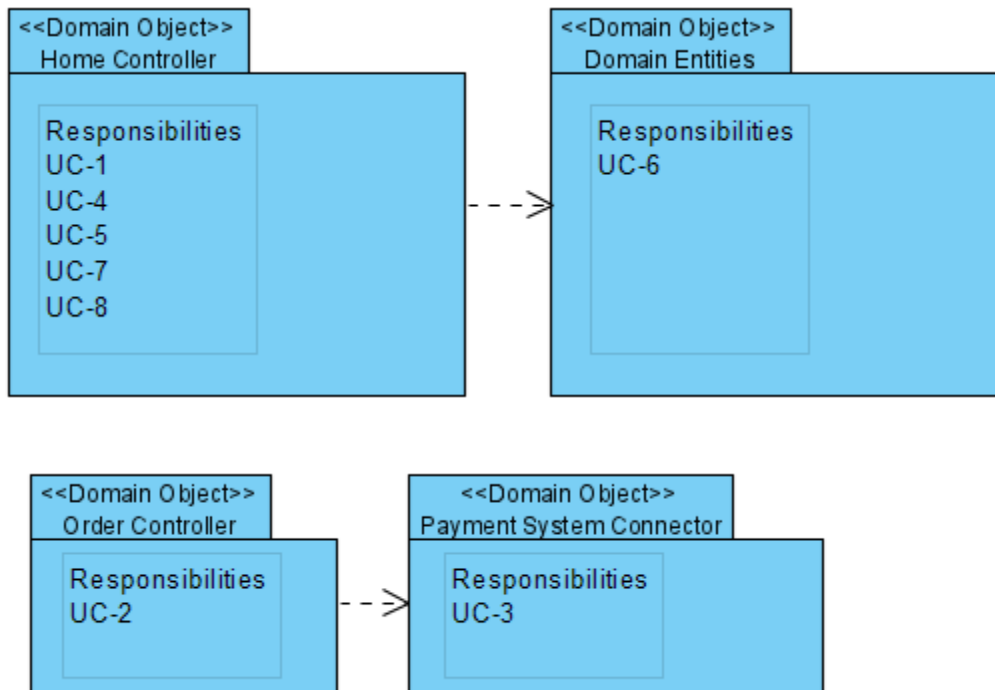 <<Domain Object>>
Home Controller
Responsibilities
UC-1
UC-4
UC-5
UC-7
UC-8
<<Domain Object>>
Domain Entities
Responsibilities
UC-6
<<Domain Object>>
Order Controller
Responsibilities
UC-2
<<Domain Object>>
Payment System Connector
Responsibilities
UC-3